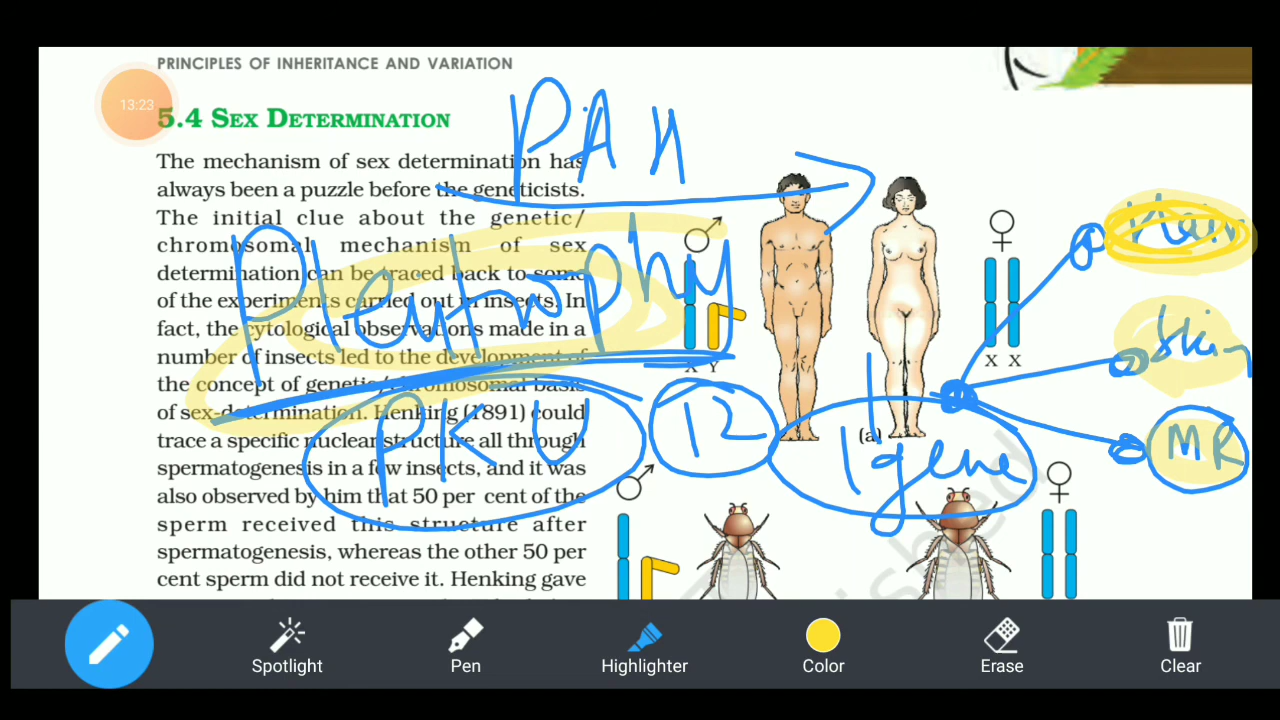 PRINCIPLES OF INHERITANCE AND VARIATION
13:23
5.4 SEX DETERMINATION
PAH
The mechanism of sex determination has
always been a puzzle before the geneticists.
The initial clue about the genetic/
chromosomal mechanism of sex
determination can be traced back to some
of the experiments carried out in insects. In
fact, the cytological observations made in a
number of insects led to the development of
the concept of genetic/chromosomal basis
of sex-determination. Henking (1891) could
trace a specific nuclear structure all through
spermatogenesis in a few insects, and it was
also observed by him that 50 per cent of the
sperm received this structure after
spermatogenesis, whereas the other 50 per
cent sperm did not receive it. Henking gave
Pleutrophy
PKU
12
1 gene
Skin
MR
X Y
X X
(a)
Spotlight
Pen
Highlighter
Color
Erase
Clear